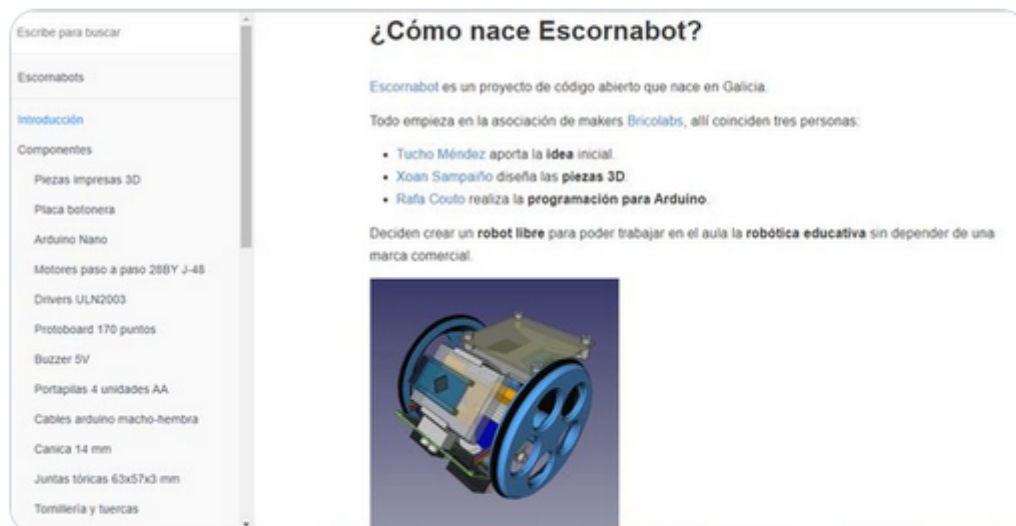 Escribe para buscar
Escornabots
Introducción
Componentes
Piezas impresas 3D
Placa botonera
Arduino Nano
Motores paso a paso 28BY J-48
Drivers ULN2003
Protoboard 170 puntos
Buzzer 5V
Portapilas 4 unidades AA
Cables arduino macho-hembra
Canica 14 mm
Juntas tóricas 63x57x3 mm
Tornillería y tuercas
¿Cómo nace Escornabot?
Escornabot es un proyecto de código abierto que nace en Galicia.
Todo empieza en la asociación de makers Bricolabs, allí coinciden tres personas:
• Tucho Méndez aporta la idea inicial.
• Xoan Sampaiño diseña las piezas 3D.
• Rafa Couto realiza la programación para Arduino.
Deciden crear un robot libre para poder trabajar en el aula la robótica educativa sin depender de una
marca comercial.